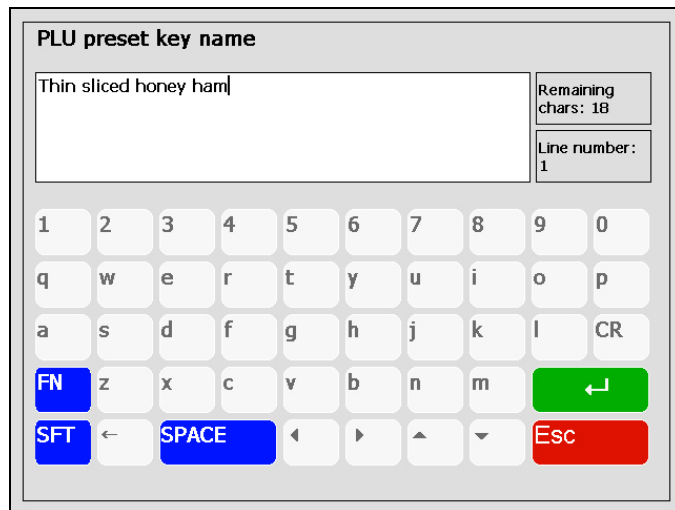 PLU preset key name
Thin sliced honey ham
Remaining
chars: 18
Line number:
1
1 2 3 4 5 6 7 8 9 0
q w e r t y u i o p
a s d f g h j k l CR
FN z x c v b n m
SFT ← SPACE Esc